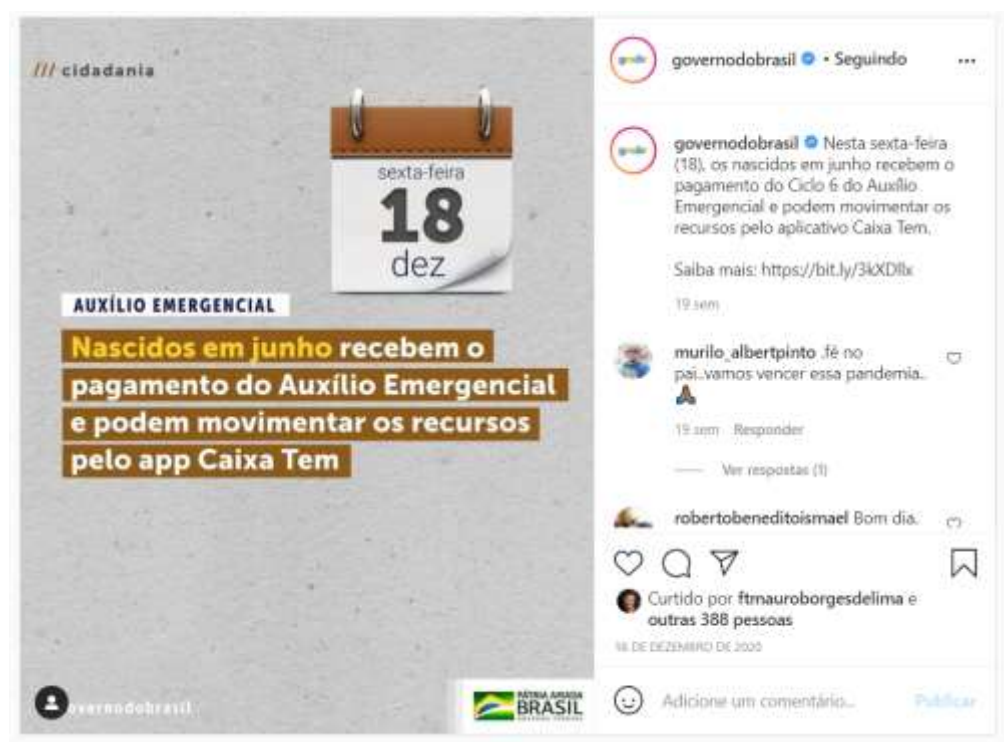 /// cidadania
sexta-feira
18
dez
AUXÍLIO EMERGENCIAL
Nascidos em junho recebem o
pagamento do Auxílio Emergencial
e podem movimentar os recursos
pelo app Caixa Tem
overnodobrasil
PÁTRIA AMADA
BRASIL
governodobrasil • Seguindo
governodobrasil Nesta sexta-feira
(18), os nascidos em junho recebem o
pagamento do Ciclo 6 do Auxílio
Emergencial e podem movimentar os
recursos pelo aplicativo Caixa Tem.
Saiba mais: https://bit.ly/3kXDllx
19 sem
murilo_albertpinto .fé no
pai..vamos vencer essa pandemia..
19 sem Responder
Ver respostas (1)
robertobeneditoismael Bom dia.
Curtido por ftmauroborgesdelima e
outras 388 pessoas
18 DE DEZEMBRO DE 2020
Adicione um comentário...
Publicar